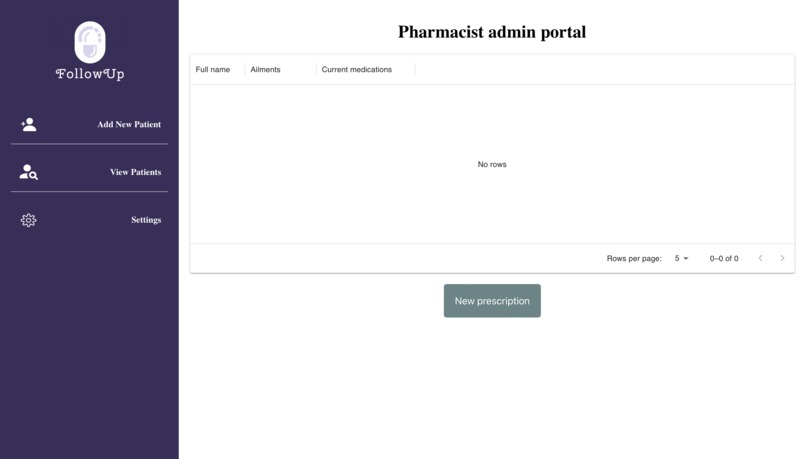 FollowUp
Add New Patient
View Patients
Settings
Pharmacist admin portal
Full name Ailments Current medications
No rows
Rows per page: 5 0–0 of 0
New prescription